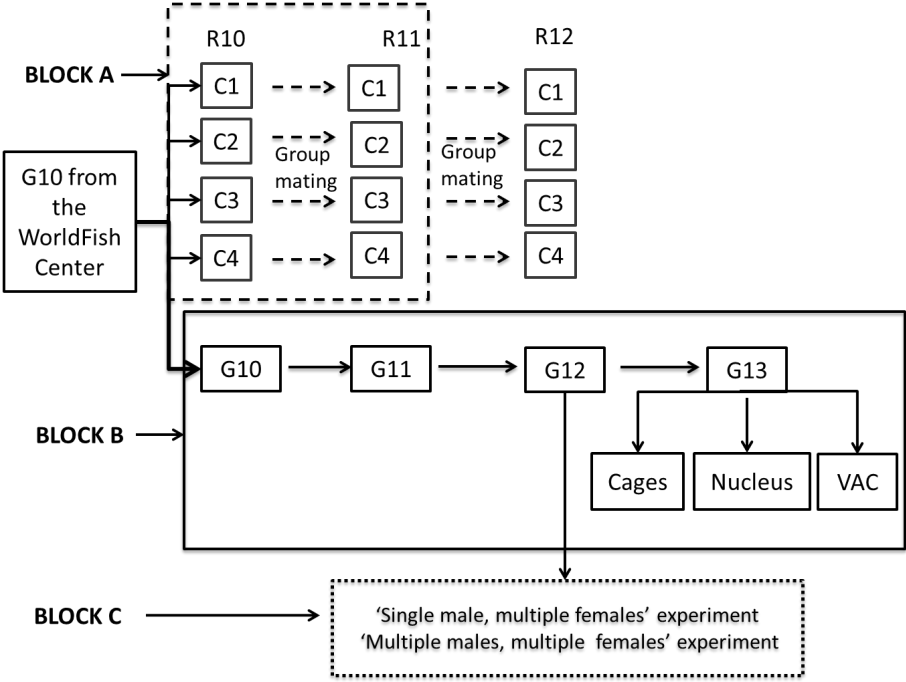 R10 R11 R12
BLOCK A
C1 C1 C1
C2 C2 C2
Group Group
mating mating
G10 from
the
WorldFish
Center
C3 C3 C3
C4 C4 C4
G10 G11 G12 G13
BLOCK B
Cages Nucleus VAC
BLOCK C
‘Single male, multiple females’ experiment
‘Multiple males, multiple  females’ experiment